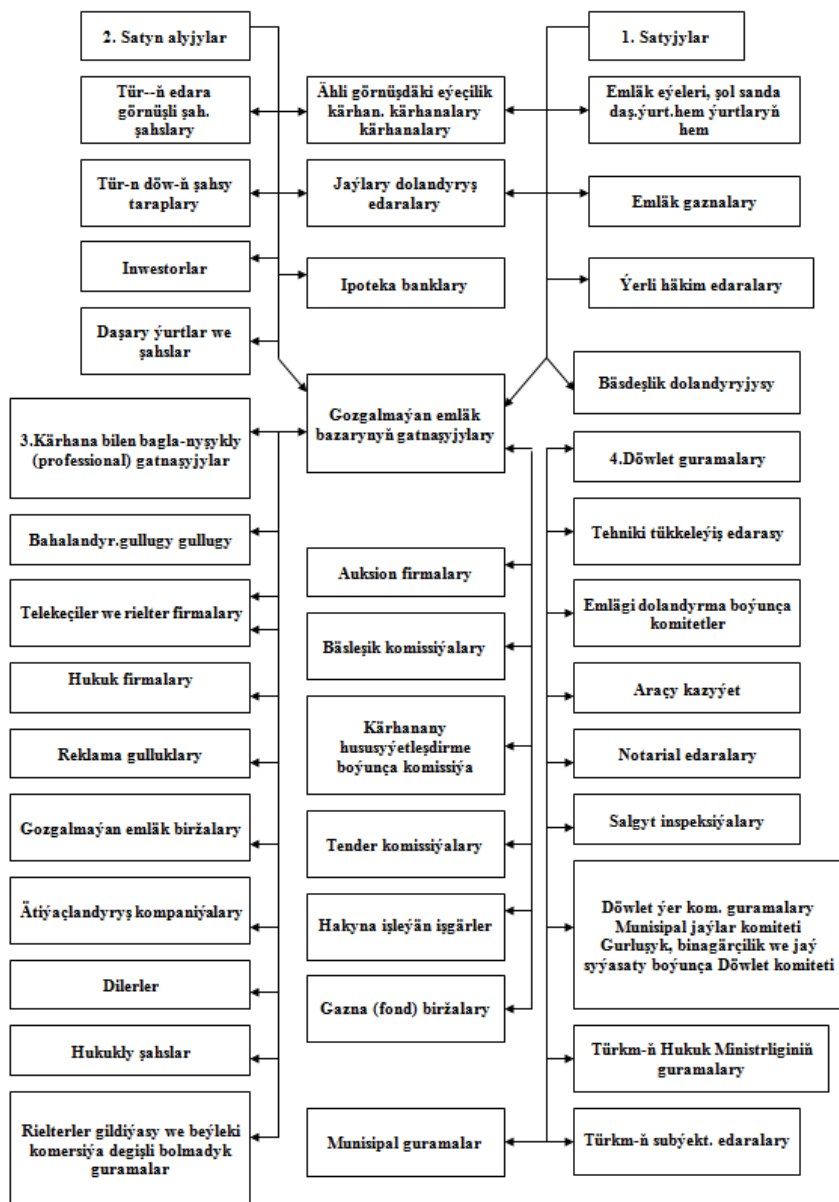 2. Satyn alyjylar
1. Satyjylar
Tür--ň edara
görnüşli şah.
şahslary
Ähli görnüşdäki eýeçilik
kärhan. kärhanalary
kärhanalary
Emläk eýeleri, şol sanda
daş.ýurt.hem ýurtlaryň
hem
Tür-n döw-ň şahsy
taraplary
Jaýlary dolandyryş
edaralary
Emläk gaznalary
Inwestorlar
Ipoteka banklary
Ýerli häkim edaralary
Daşary ýurtlar we
şahslar
Gozgalmaýan emläk
bazarynyň gatnaşyjylary
Bäsdeşlik dolandyryjysy
3.Kärhana bilen bagla-nyşykly
(professional) gatnaşyjylar
4.Döwlet guramalary
Bahalandyr.gullugy gullugy
Tehniki tükkeleýiş edarasy
Auksion firmalary
Telekeçiler we rielter firmalary
Emlägi dolandyrma boýunça
komitetler
Bäsleşik komissiýalary
Hukuk firmalary
Araçy kazyýet
Kärhanany
hususyýetleşdirme
boýunça komissiýa
Reklama gulluklary
Notarial edaralary
Gozgalmaýan emläk biržalary
Tender komissiýalary
Salgyt inspeksiýalary
Ätiýaçlandyryş kompaniýalary
Hakyna işleýän işgärler
Döwlet ýer kom. guramalary
Munisipal jaýlar komiteti
Gurluşyk, binagärçilik we jaý
syýasaty boýunça Döwlet komiteti
Dilerler
Gazna (fond) biržalary
Hukukly şahslar
Türkm-ň Hukuk Ministrliginiň
guramalary
Rielterler gildiýasy we beýleki
komersiýa degişli bolmadyk
guramalar
Munisipal guramalar
Türkm-ň subýekt. edaralary